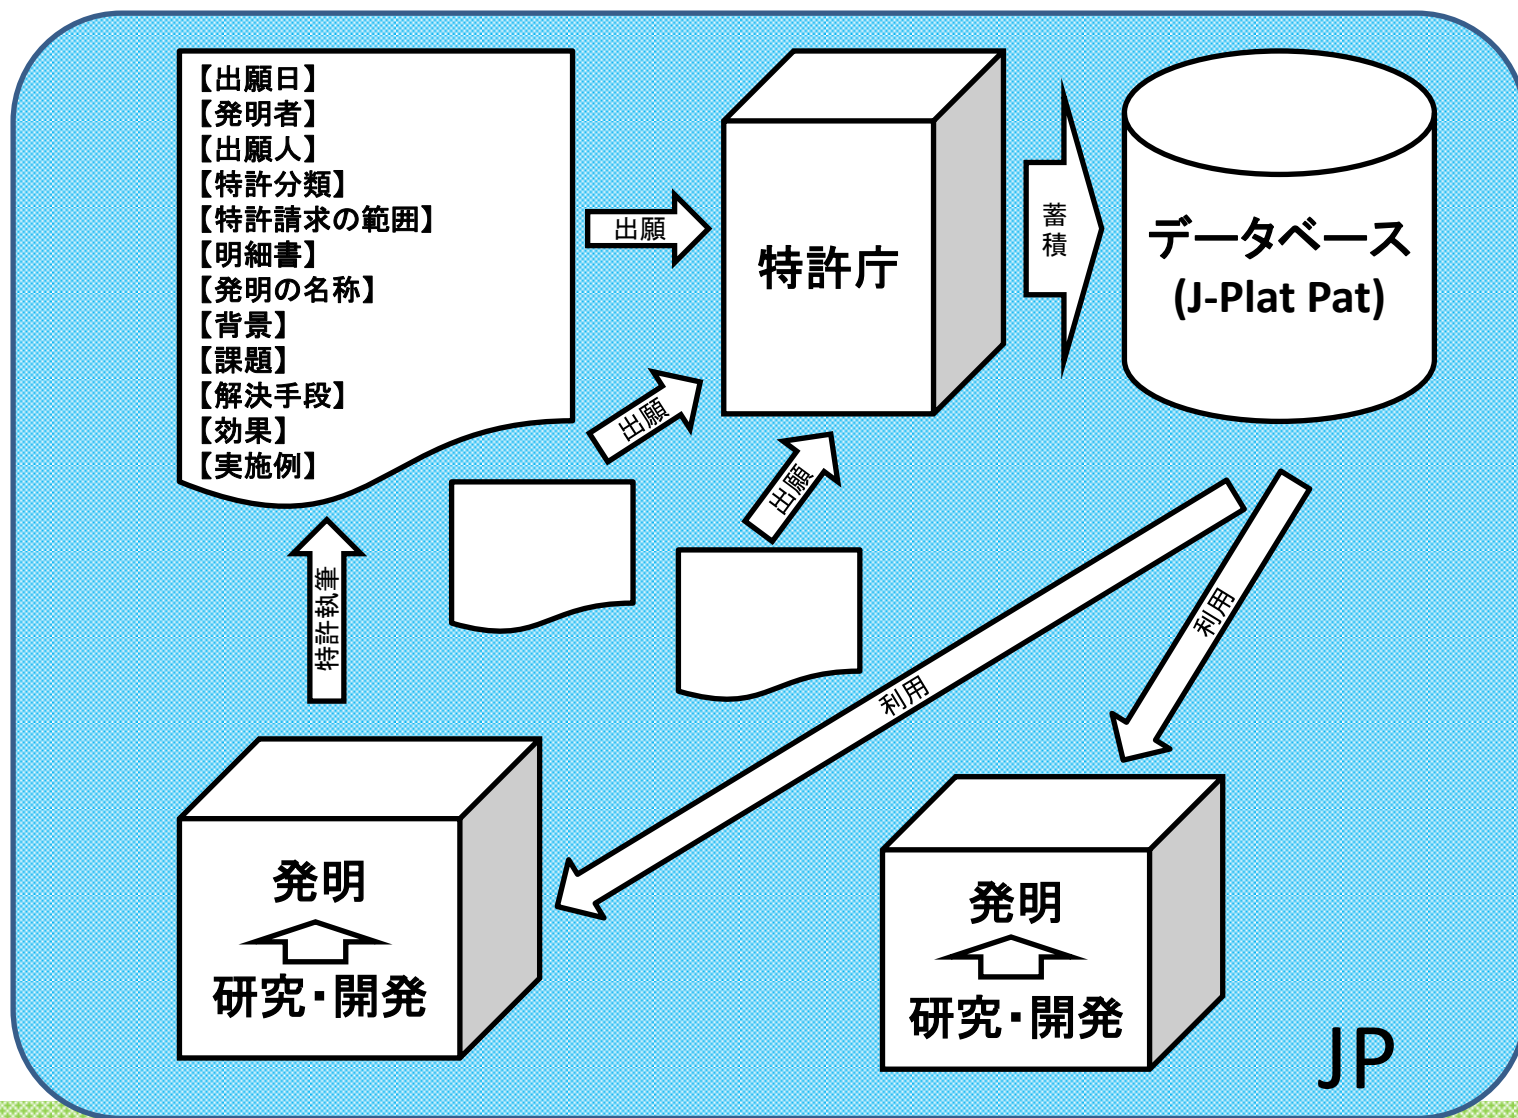 【出願日】
【発明者】
【出願人】
【特許分類】
【特許請求の範囲】
【明細書】
【発明の名称】
【背景】
【課題】
【解決手段】
【効果】
【実施例】
出願
特許庁
蓄積
データベース
(J-Plat Pat)
出願
出願
特許執筆
利用
利用
発明
研究・開発
発明
研究・開発
JP